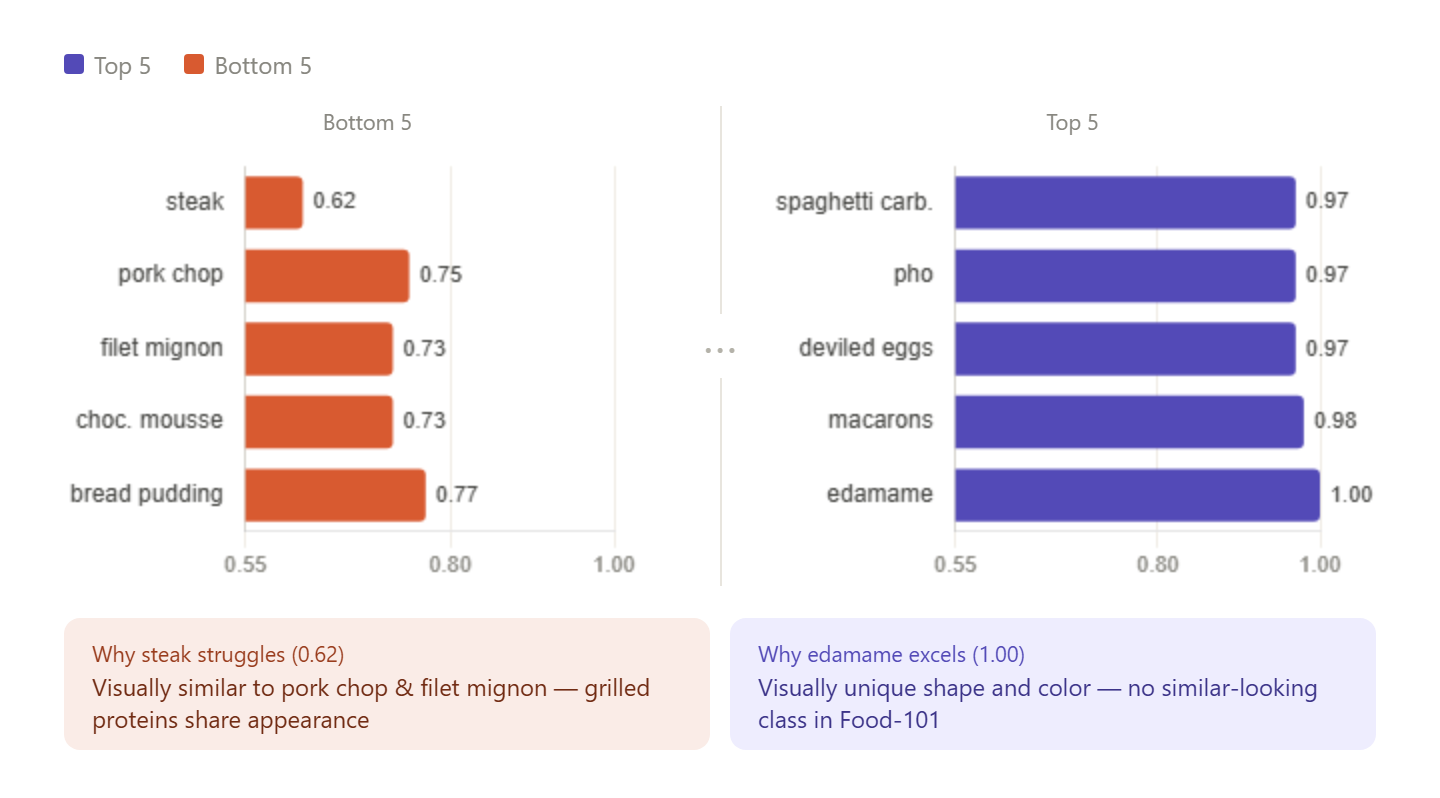 Top 5
Bottom 5
Bottom 5
steak 0.62
pork chop 0.75
filet mignon 0.73
choc. mousse 0.73
bread pudding 0.77
0.55 0.80 1.00
...
Top 5
spaghetti carb. 0.97
pho 0.97
deviled eggs 0.97
macarons 0.98
edamame 1.00
0.55 0.80 1.00
Why steak struggles (0.62)
Visually similar to pork chop & filet mignon — grilled
proteins share appearance
Why edamame excels (1.00)
Visually unique shape and color — no similar-looking
class in Food-101